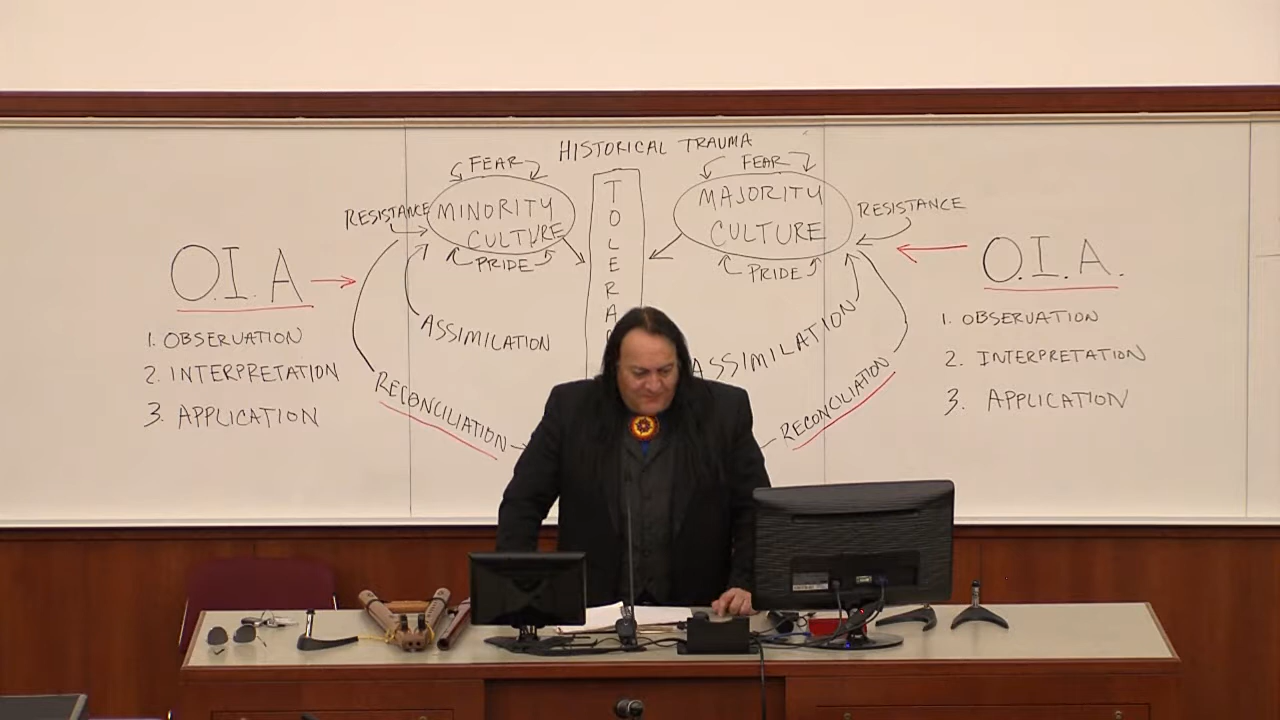 HISTORICAL TRAUMA
FEAR
FEAR
MINORITY
CULTURE
MAJORITY
CULTURE
RESISTANCE
RESISTANCE
PRIDE
PRIDE
O.I.A
1. OBSERVATION
2. INTERPRETATION
3. APPLICATION
ASSIMILATION
RECONCILIATION
ASSIMILATION
RECONCILIATION
O.I.A.
1. OBSERVATION
2. INTERPRETATION
3. APPLICATION